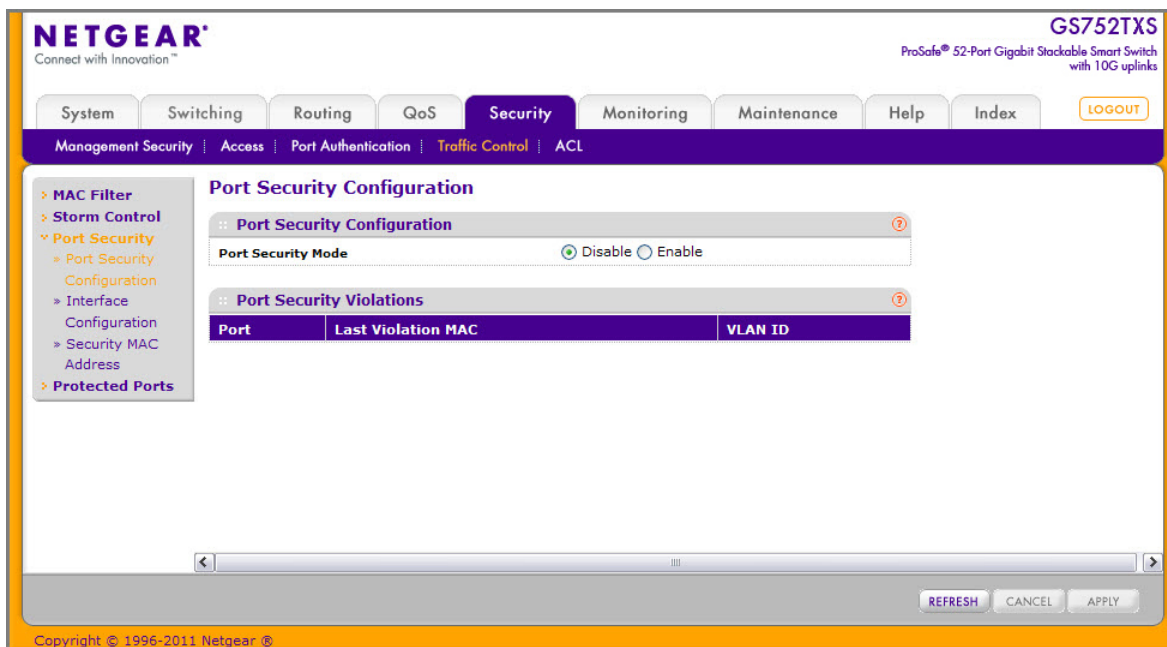 NETGEAR®
Connect with Innovation™
GS752TXS
ProSafe® 52-Port Gigabit Stackable Smart Switch
with 10G uplinks
System Switching Routing QoS Security Monitoring Maintenance Help Index LOGOUT
Management Security Access Port Authentication Traffic Control ACL
MAC Filter
Storm Control
Port Security
» Port Security
Configuration
» Interface
Configuration
» Security MAC
Address
Protected Ports
Port Security Configuration
Port Security Configuration ?
Port Security Mode Disable Enable
Port Security Violations ?
Port Last Violation MAC VLAN ID
REFRESH CANCEL APPLY
Copyright © 1996-2011 Netgear ®